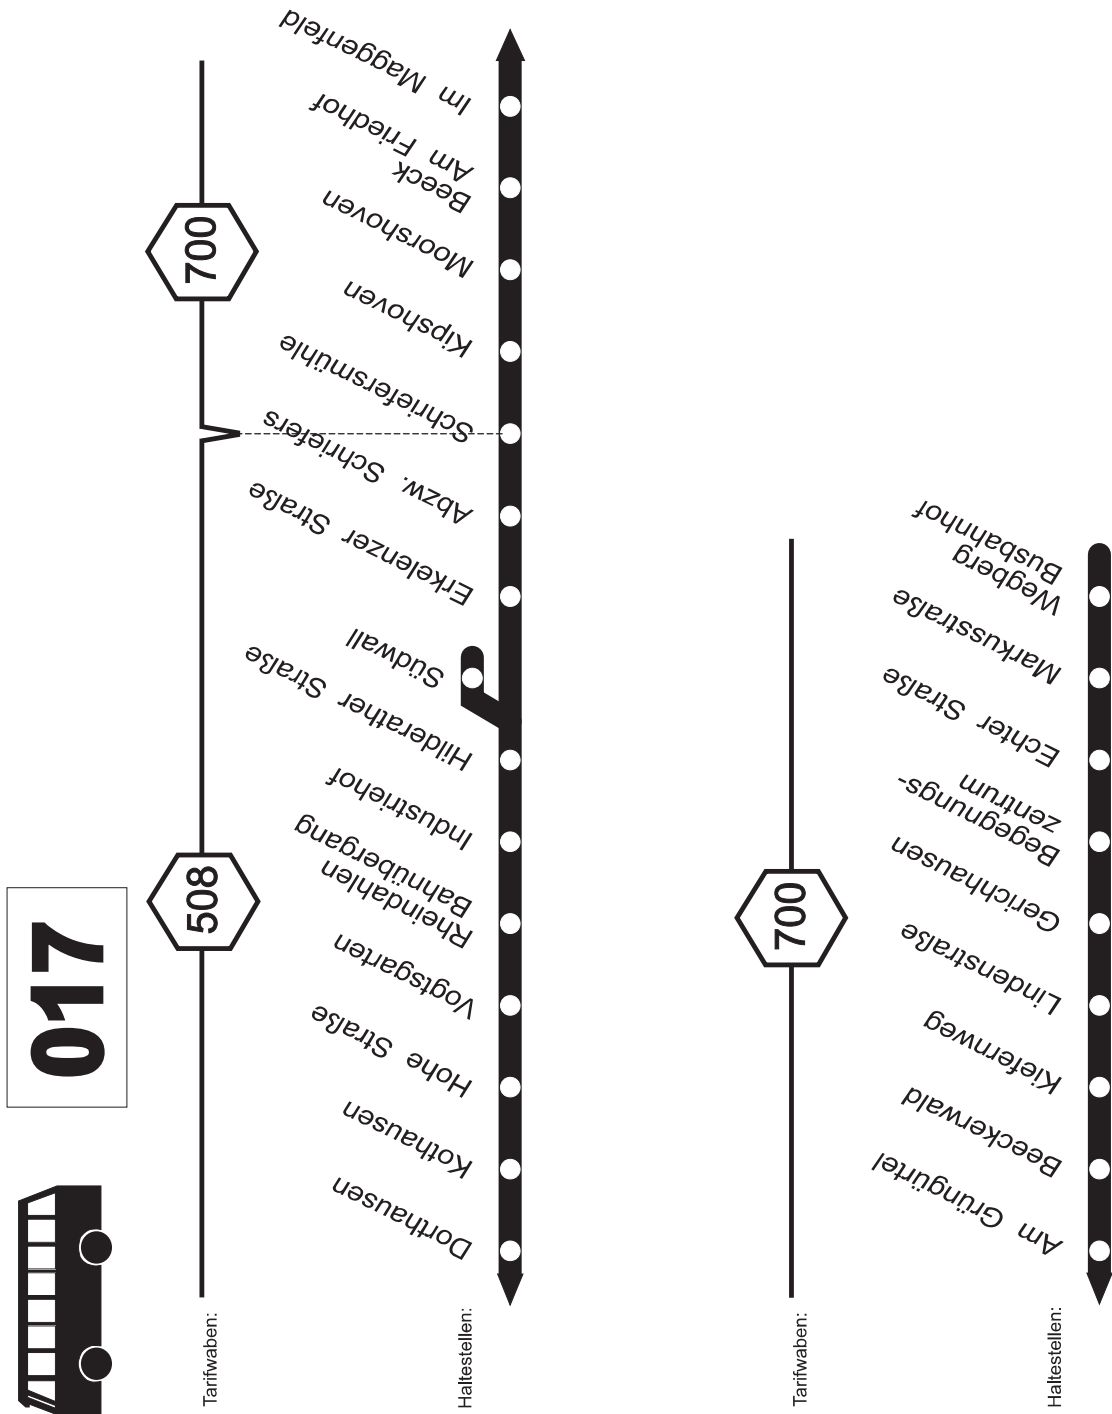 017
Tarifwaben:
508
700
Haltestellen:
Dorthausen
Kothausen
Hohe Straße
Vogtsgarten
Rheindahlen
Bahnübergang
Industriehof
Hilderather Straße
Südwall
Erkelenzer Straße
Abzw. Schriefers
Schriefersmühle
Kipshoven
Moorshoven
Beeck
Am Friedhof
Im Maggenfeld
Tarifwaben:
700
Haltestellen:
Am Grüngürtel
Beeckerwald
Kiefernweg
Lindenstraße
Gerichhausen
Begegnungs-
zentrum
Echter Straße
Markusstraße
Wegberg
Busbahnhof